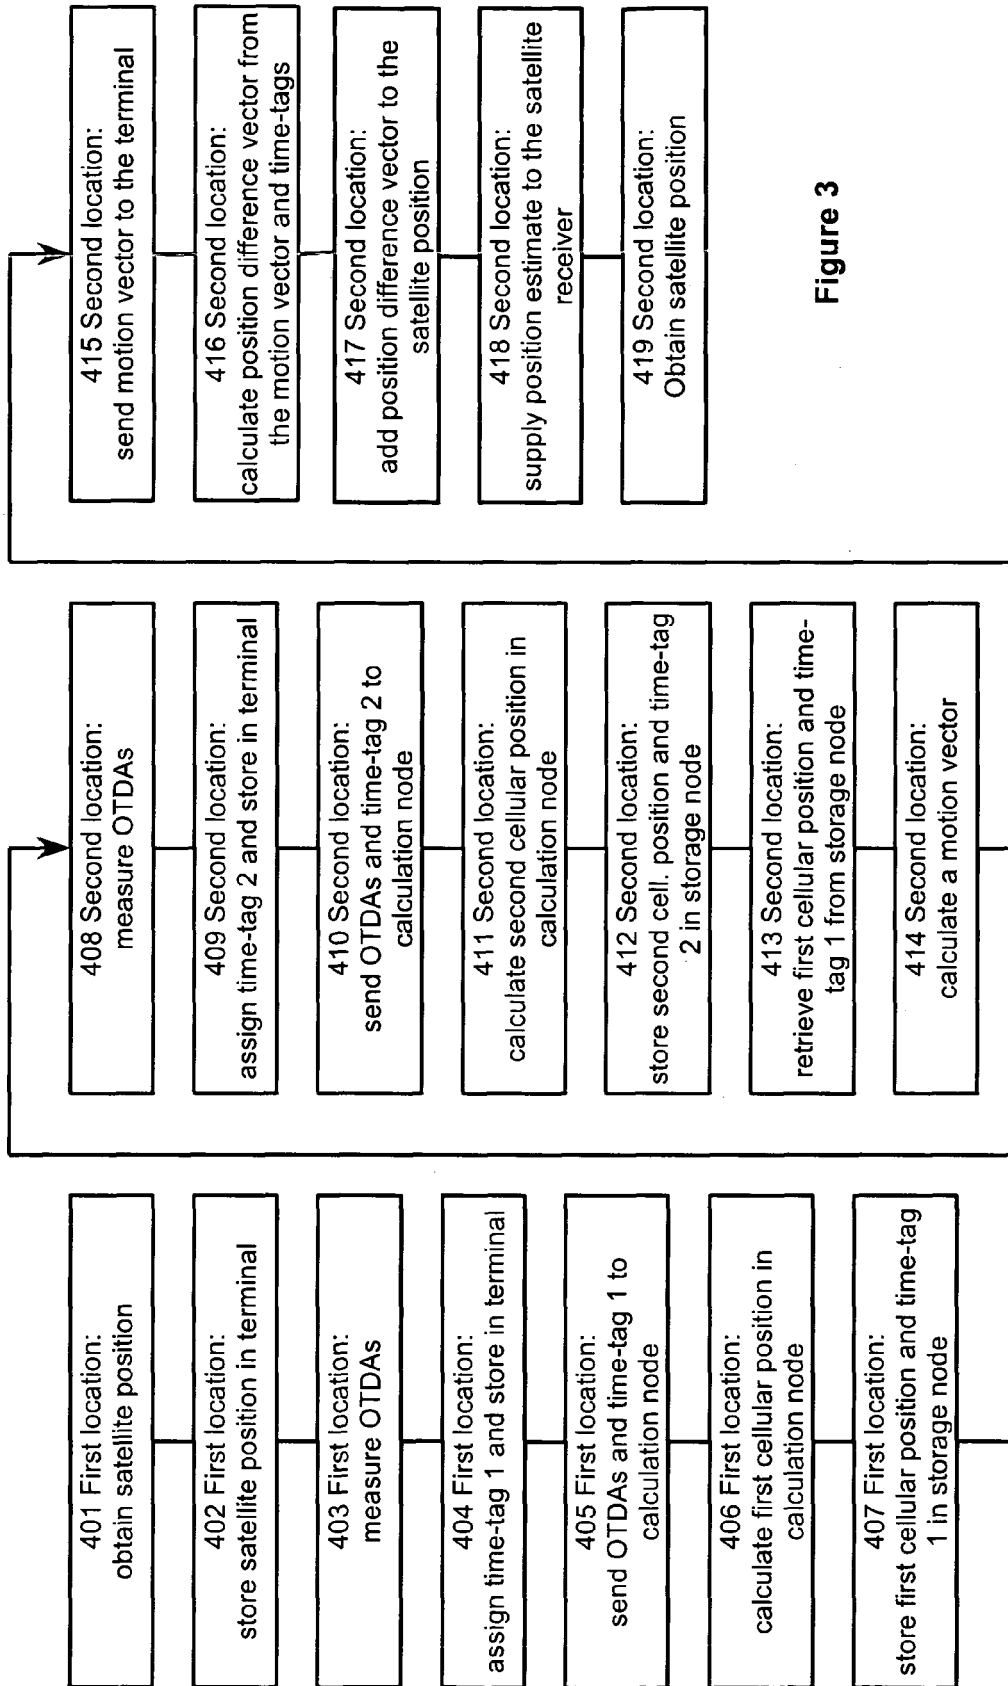 401 First location:
obtain satellite position
402 First location:
store satellite position in terminal
403 First location:
measure OTDAs
404 First location:
assign time-tag 1 and store in terminal
405 First location:
send OTDAs and time-tag 1 to
calculation node
406 First location:
calculate first cellular position in
calculation node
407 First location:
store first cellular position and time-tag
1 in storage node
408 Second location:
measure OTDAs
409 Second location:
assign time-tag 2 and store in terminal
410 Second location:
send OTDAs and time-tag 2 to
calculation node
411 Second location:
calculate second cellular position in
calculation node
412 Second location:
store second cell. position and time-tag
2 in storage node
413 Second location:
retrieve first cellular position and time-
tag 1 from storage node
414 Second location:
calculate a motion vector
415 Second location:
send motion vector to the terminal
416 Second location:
calculate position difference vector from
the motion vector and time-tags
417 Second location:
add position difference vector to the
satellite position
418 Second location:
supply position estimate to the satellite
receiver
419 Second location:
Obtain satellite position
Figure 3